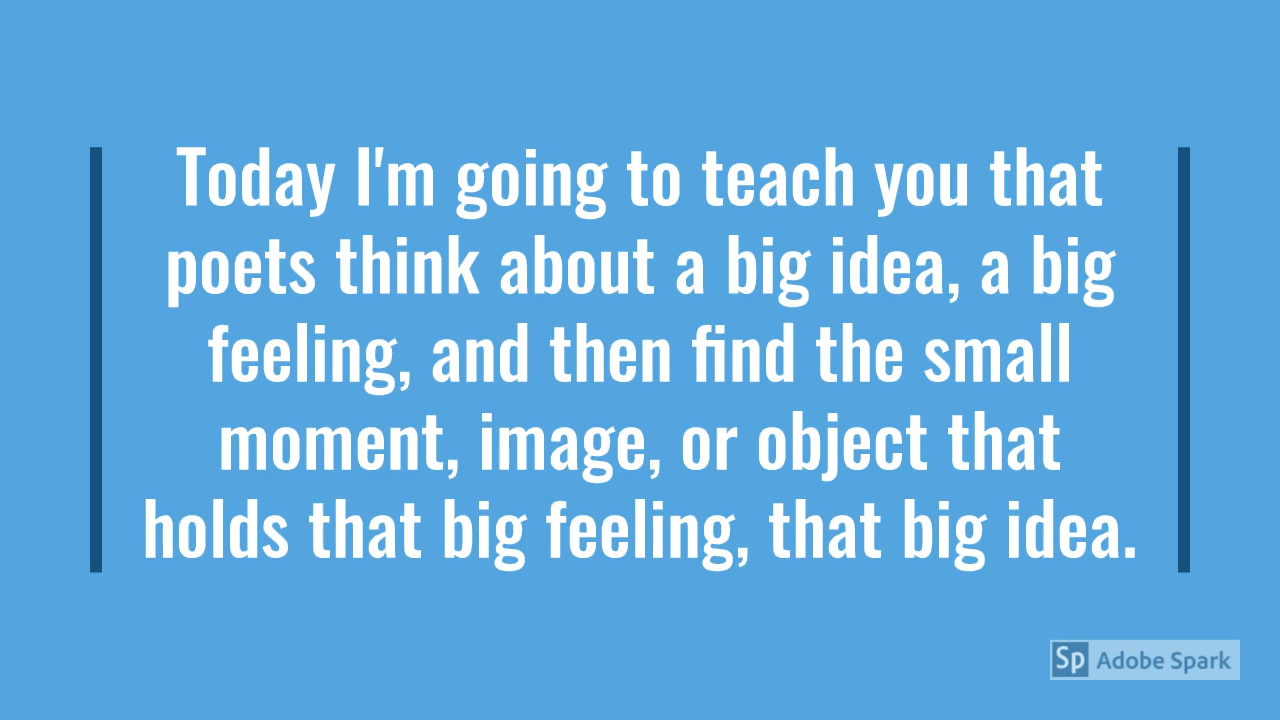 Today I'm going to teach you that
poets think about a big idea, a big
feeling, and then find the small
moment, image, or object that
holds that big feeling, that big idea.
Sp Adobe Spark